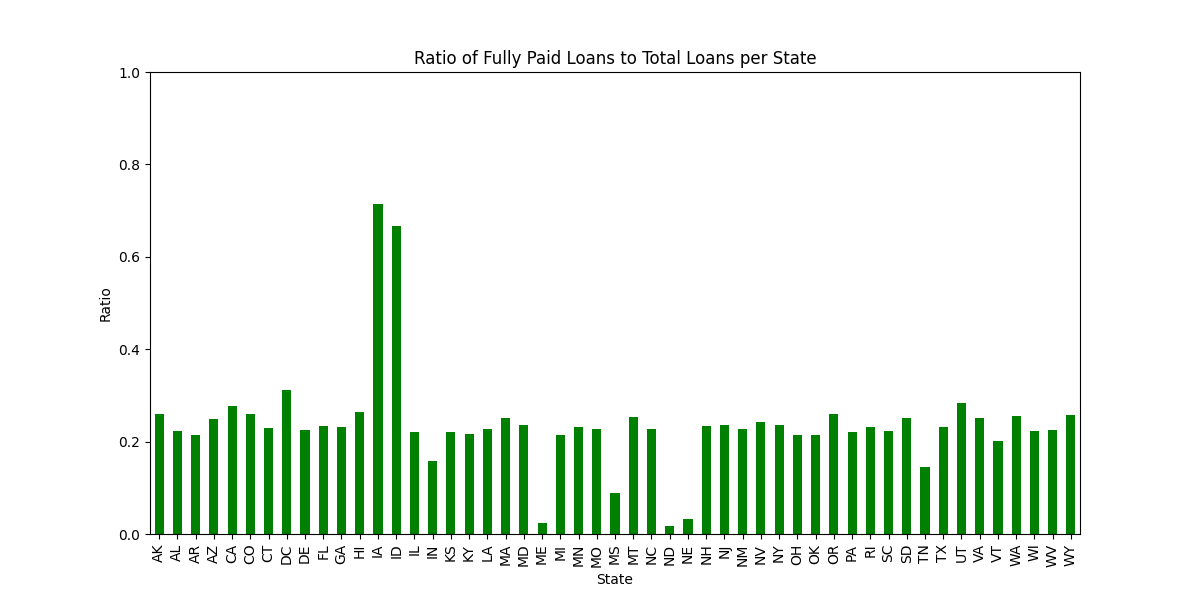 Ratio of Fully Paid Loans to Total Loans per State
1.0
0.8
0.6
0.4
0.2
0.0
Ratio
AK AL AR AZ CA CO CT DC DE FL GA HI IA ID IL IN KS KY LA MA MD ME MI MN MO MS MT NC ND NE NH NJ NM NV NY OH OK OR PA RI SC SD TN TX UT VA VT WA WI WV WY
State